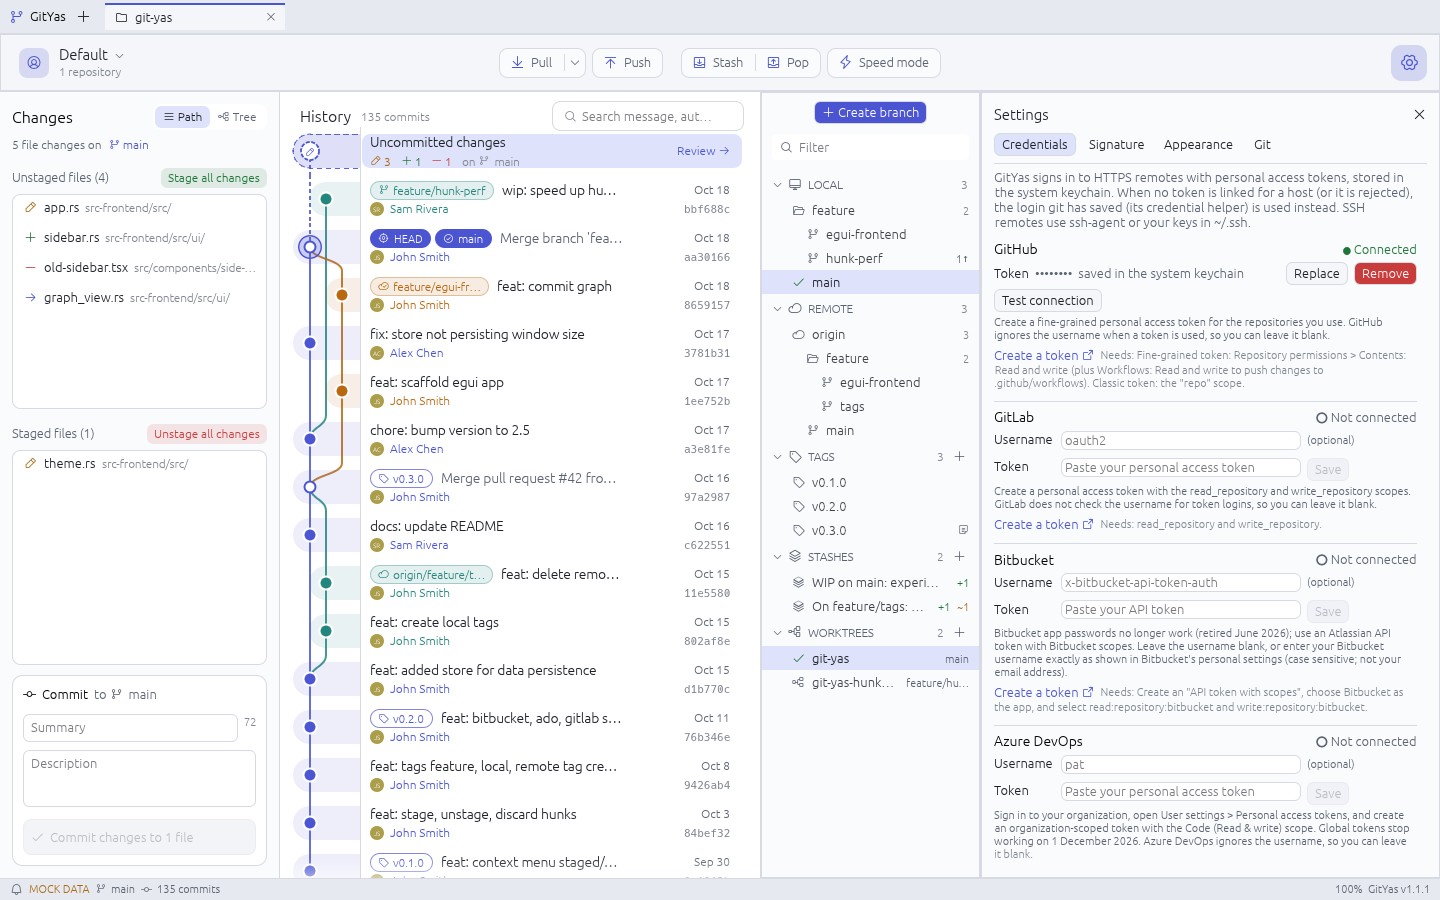 GitYas
git-yas
Default
1 repository
Pull
Push
Stash
Pop
Speed mode
Changes
Path
Tree
5 file changes on main
Unstaged files (4)
Stage all changes
app.rs src-frontend/src/
sidebar.rs src-frontend/src/ui/
old-sidebar.tsx src/components/side-…
graph_view.rs src-frontend/src/ui/
Staged files (1)
Unstage all changes
theme.rs src-frontend/src/
Commit to main
Summary
72
Description
Commit changes to 1 file
History
135 commits
Search message, aut…
Uncommitted changes
3 + 1 − 1 on main
Review →
feature/hunk-perf wip: speed up hu… Oct 18
SR Sam Rivera bbf688c
HEAD main Merge branch 'fea… Oct 18
JS John Smith aa30166
feature/egui-fr… feat: commit graph Oct 18
JS John Smith 8659157
fix: store not persisting window size Oct 17
AC Alex Chen 3781b31
feat: scaffold egui app Oct 17
JS John Smith 1ee752b
chore: bump version to 2.5 Oct 17
AC Alex Chen a3e81fe
v0.3.0 Merge pull request #42 fro… Oct 16
JS John Smith 97a2987
docs: update README Oct 16
SR Sam Rivera c622551
origin/feature/t… feat: delete remo… Oct 15
JS John Smith 11e5580
feat: create local tags Oct 15
JS John Smith 802af8e
feat: added store for data persistence Oct 15
JS John Smith d1b770c
v0.2.0 feat: bitbucket, ado, gitlab s… Oct 11
JS John Smith 76b346e
feat: tags feature, local, remote tag cre… Oct 8
JS John Smith 9426ab4
feat: stage, unstage, discard hunks Oct 3
JS John Smith 84bef32
v0.1.0 feat: context menu staged/… Sep 30
Create branch
Filter
LOCAL 3
feature 2
egui-frontend
hunk-perf 1↑
main
REMOTE 3
origin
feature 2
egui-frontend
tags
main
TAGS 3
v0.1.0
v0.2.0
v0.3.0
STASHES 2
WIP on main: experi… +1
On feature/tags: … +1 ~1
WORKTREES 2
git-yas main
git-yas-hunk… feature/hu…
Settings
Credentials
Signature
Appearance
Git
GitYas signs in to HTTPS remotes with personal access tokens, stored in
the system keychain. When no token is linked for a host (or it is rejected),
the login git has saved (its credential helper) is used instead. SSH
remotes use ssh-agent or your keys in ~/.ssh.
GitHub
Connected
Token •••••••• saved in the system keychain
Replace
Remove
Test connection
Create a fine-grained personal access token for the repositories you use. GitHub
ignores the username when a token is used, so you can leave it blank.
Create a token Needs: Fine-grained token: Repository permissions > Contents:
Read and write (plus Workflows: Read and write to push changes to
.github/workflows). Classic token: the "repo" scope.
GitLab
Not connected
Username oauth2 (optional)
Token Paste your personal access token Save
Create a personal access token with the read_repository and write_repository scopes.
GitLab does not check the username for token logins, so you can leave it blank.
Create a token Needs: read_repository and write_repository.
Bitbucket
Not connected
Username x-bitbucket-api-token-auth (optional)
Token Paste your API token Save
Bitbucket app passwords no longer work (retired June 2026); use an Atlassian API
token with Bitbucket scopes. Leave the username blank, or enter your Bitbucket
username exactly as shown in Bitbucket's personal settings (case sensitive; not your
email address).
Create a token Needs: Create an "API token with scopes", choose Bitbucket as
the app, and select read:repository:bitbucket and write:repository:bitbucket.
Azure DevOps
Not connected
Username pat (optional)
Token Paste your personal access token Save
Sign in to your organization, open User settings > Personal access tokens, and create
an organization-scoped token with the Code (Read & write) scope. Global tokens stop
working on 1 December 2026. Azure DevOps ignores the username, so you can leave
it blank.
MOCK DATA main 135 commits
100% GitYas v1.1.1